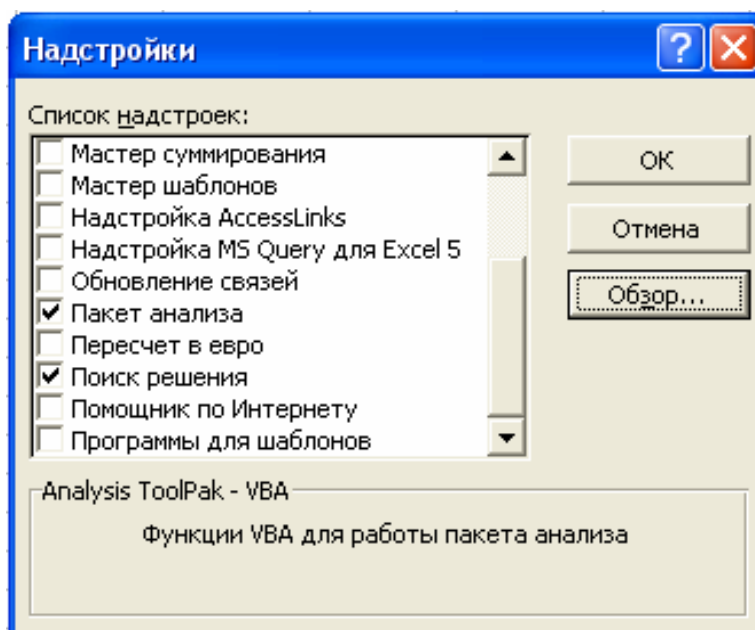 Надстройки
Список надстроек:
Мастер суммирования
Мастер шаблонов
Надстройка AccessLinks
Надстройка MS Query для Excel 5
Обновление связей
Пакет анализа
Пересчет в евро
Поиск решения
Помощник по Интернету
Программы для шаблонов
ОК
Отмена
Обзор...
Analysis ToolPak - VBA
Функции VBA для работы пакета анализа